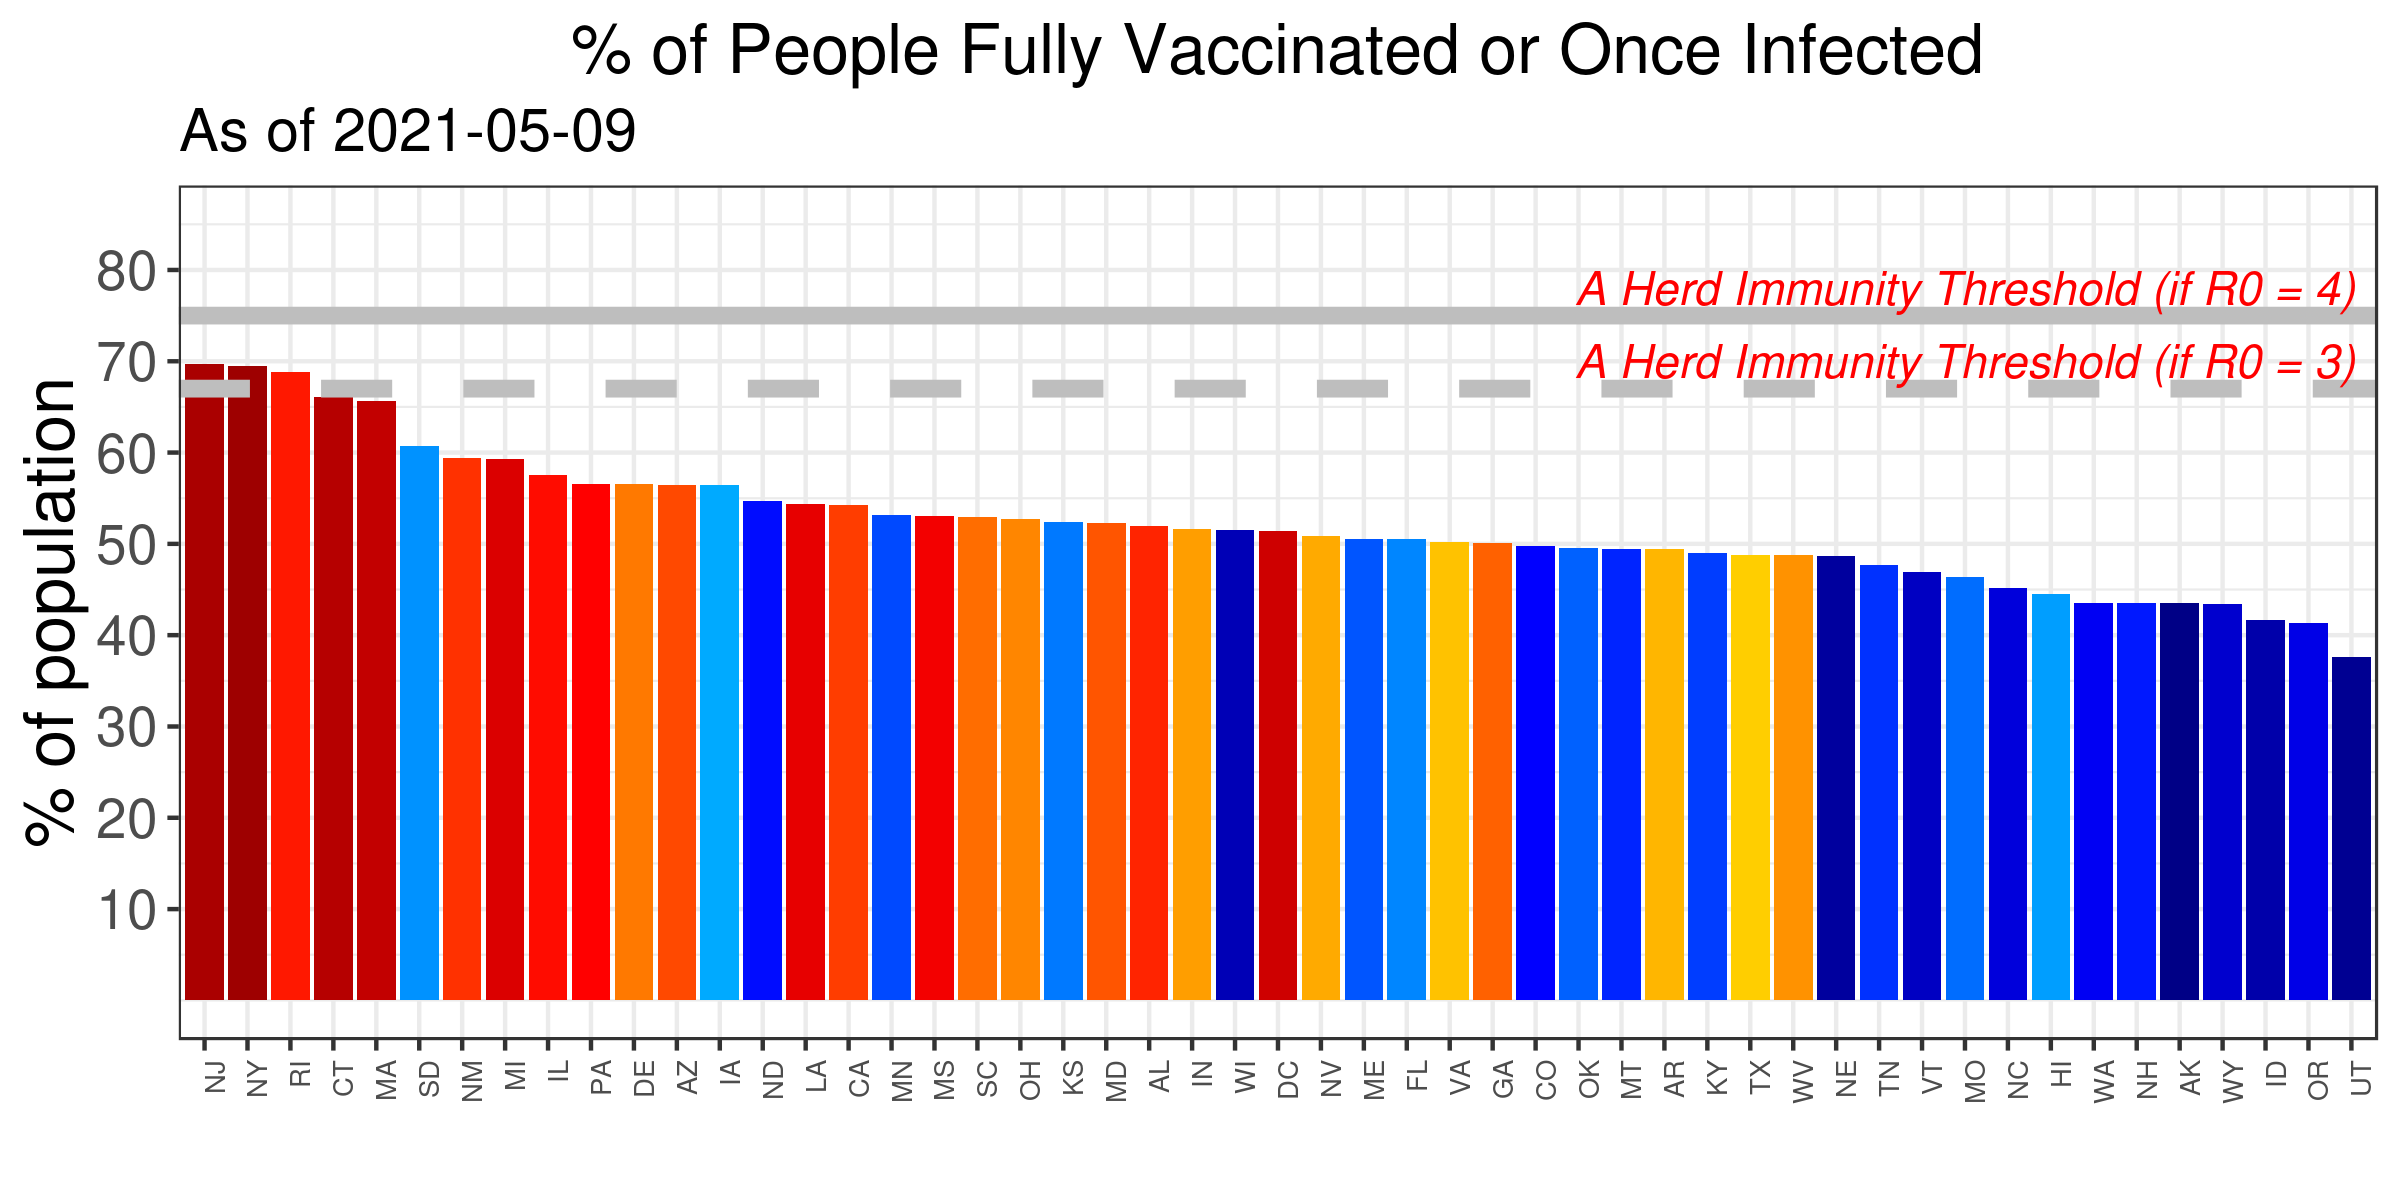 % of People Fully Vaccinated or Once Infected
As of 2021-05-09
% of population
80
70
60
50
40
30
20
10
A Herd Immunity Threshold (if R0 = 4)
A Herd Immunity Threshold (if R0 = 3)
NJ NY RI CT MA SD NM MI IL PA DE AZ IA ND LA CA MN MS SC OH KS MD AL IN WI DC NV ME FL VA GA CO OK MT AR KY TX WV NE TN VT MO NC HI WA NH AK WY ID OR UT